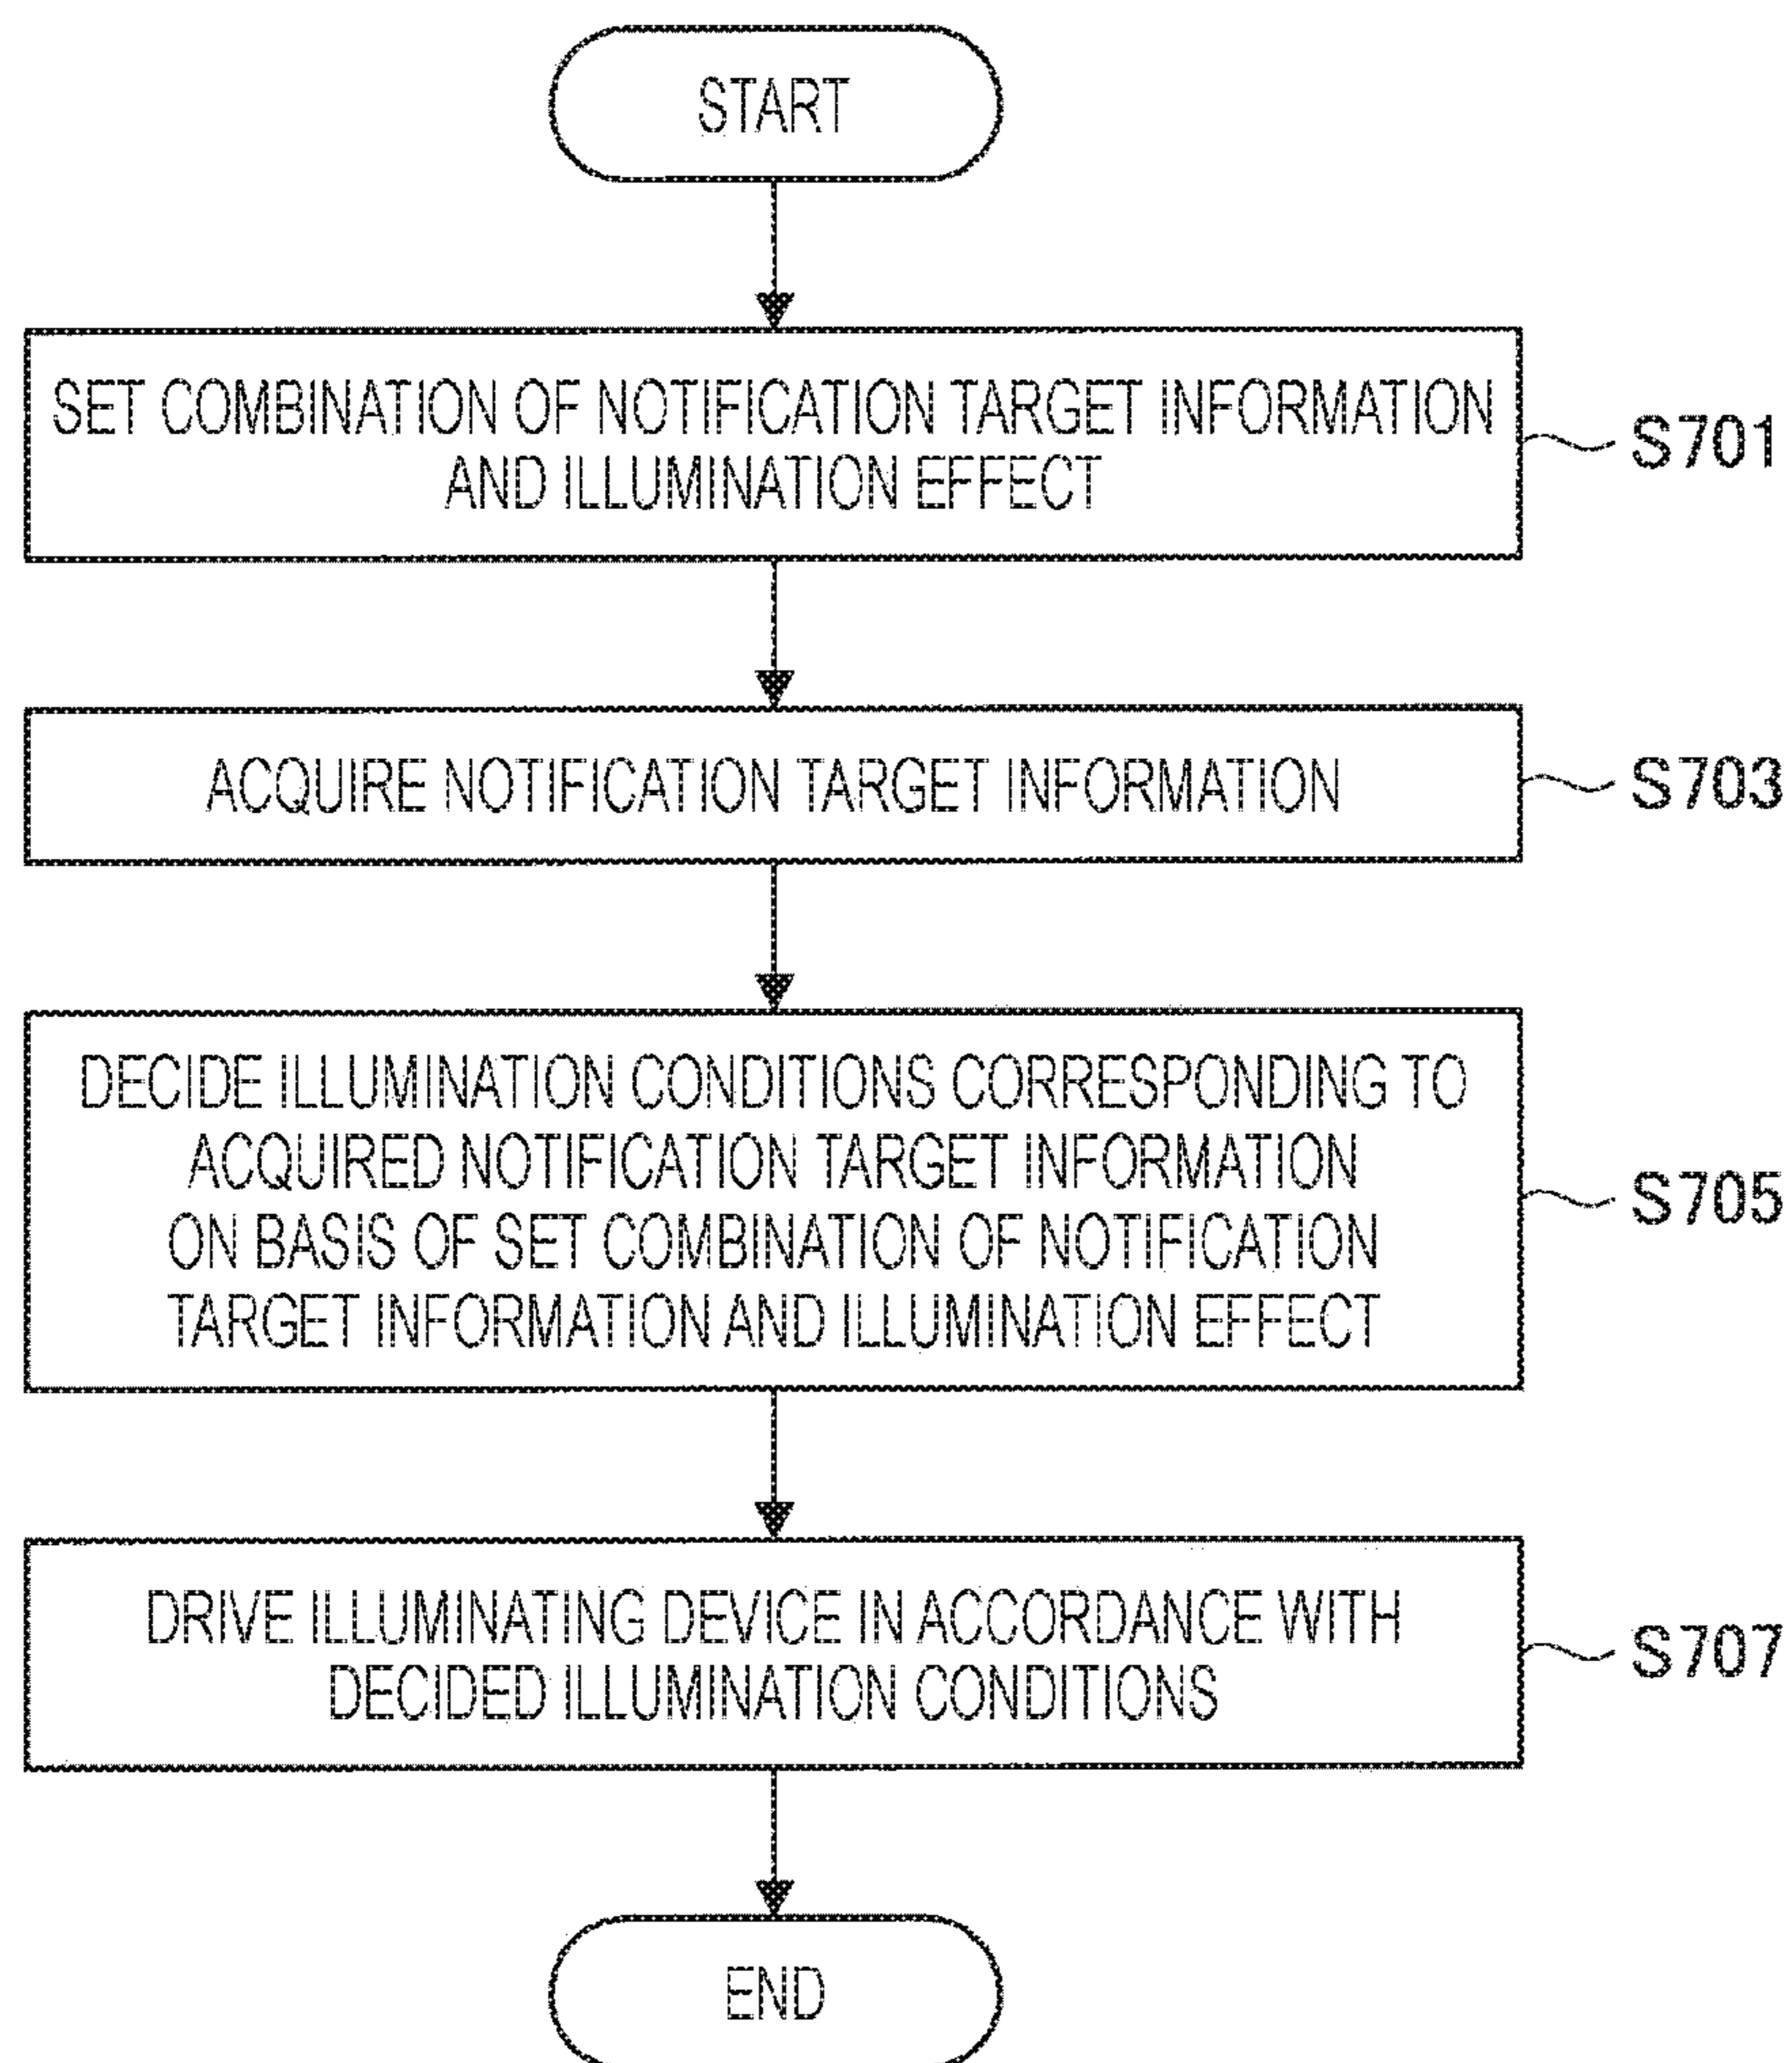 START
SET COMBINATION OF NOTIFICATION TARGET INFORMATION
AND ILLUMINATION EFFECT
S701
ACQUIRE NOTIFICATION TARGET INFORMATION
S703
DECIDE ILLUMINATION CONDITIONS CORRESPONDING TO
ACQUIRED NOTIFICATION TARGET INFORMATION
ON BASIS OF SET COMBINATION OF NOTIFICATION
TARGET INFORMATION AND ILLUMINATION EFFECT
S705
DRIVE ILLUMINATING DEVICE IN ACCORDANCE WITH
DECIDED ILLUMINATION CONDITIONS
S707
END